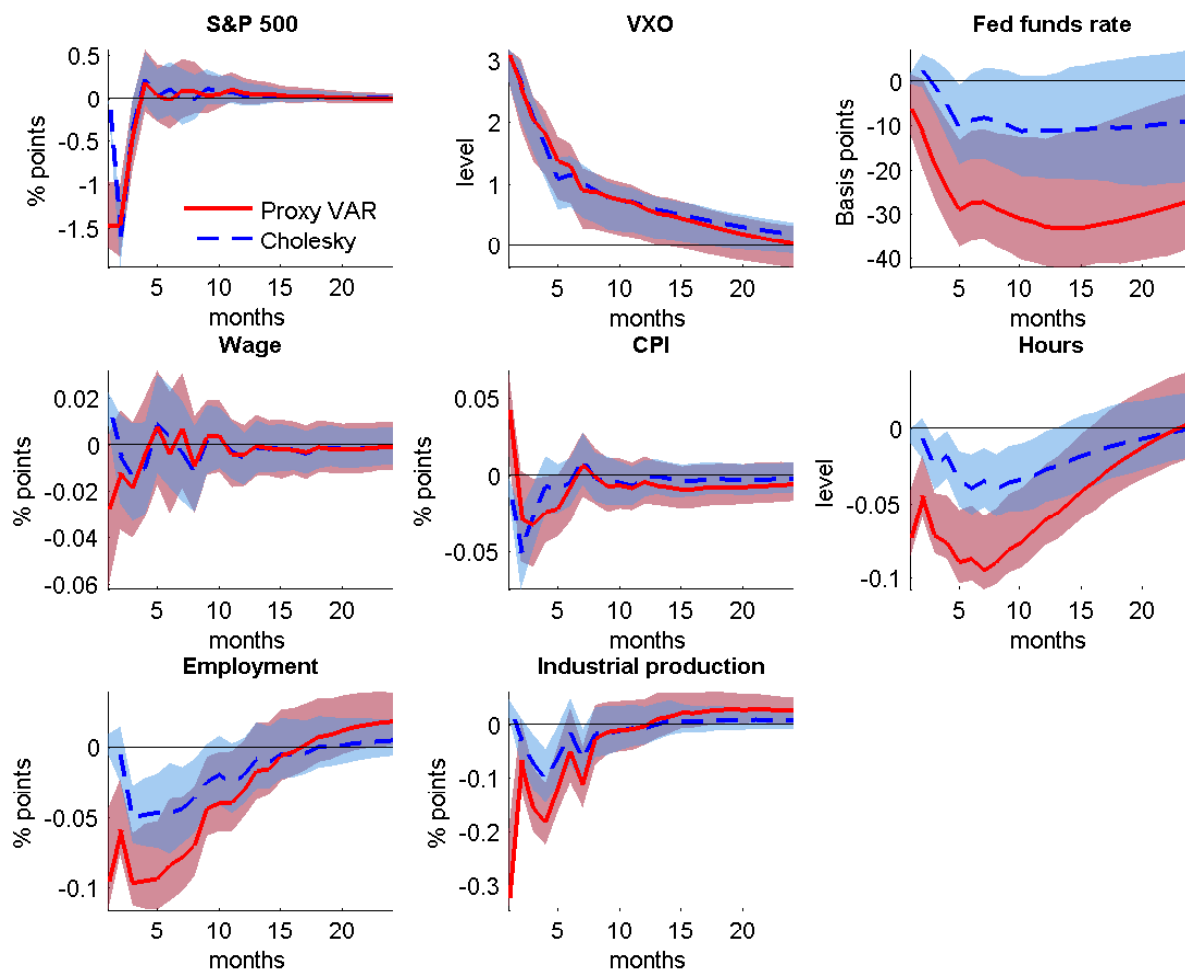 S&P 500
0.5
0
-0.5
-1
-1.5
% points
Proxy VAR
Cholesky
5 10 15 20
months
VXO
3
2
1
0
level
5 10 15 20
months
Fed funds rate
0
-10
-20
-30
-40
Basis points
5 10 15 20
months
Wage
0.02
0
-0.02
-0.04
-0.06
% points
5 10 15 20
months
CPI
0.05
0
-0.05
% points
5 10 15 20
months
Hours
0
-0.05
-0.1
level
5 10 15 20
months
Employment
0
-0.05
-0.1
% points
5 10 15 20
months
Industrial production
0
-0.1
-0.2
-0.3
% points
5 10 15 20
months